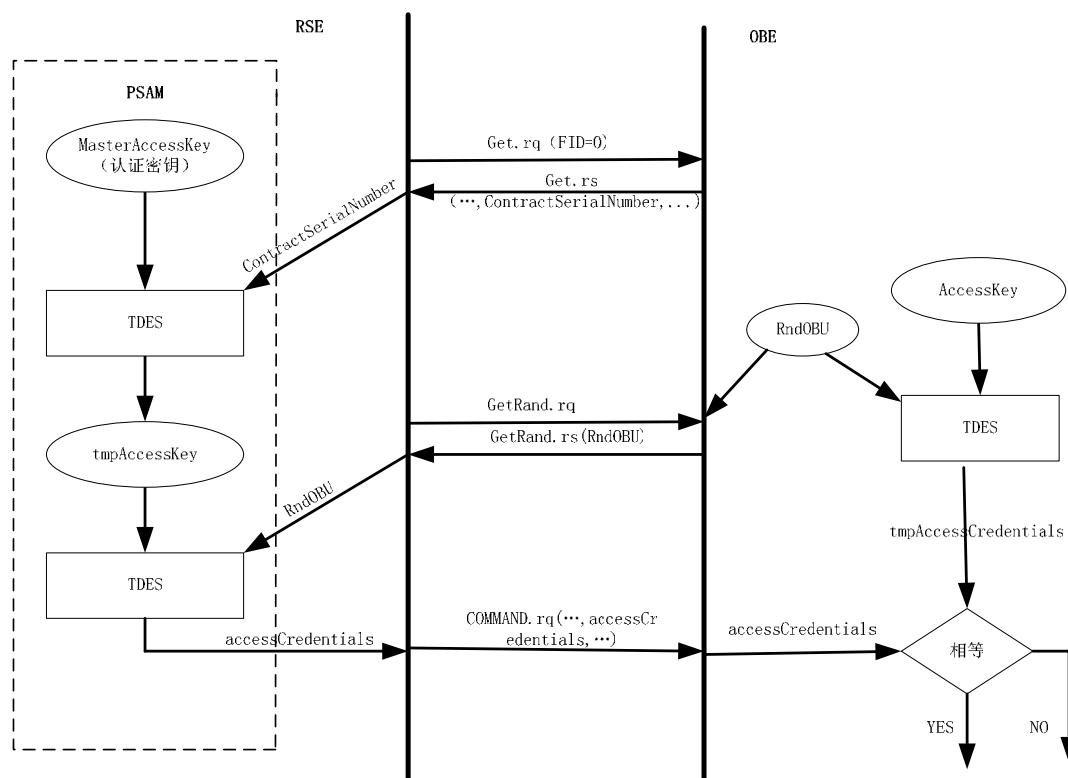 RSE
OBE
PSAM
MasterAccessKey
（认证密钥）
Get.rq（FID=0）
Get.rs
(…,ContractSerialNumber,...)
ContractSerialNumber
TDES
AccessKey
RndOBU
TDES
GetRand.rq
GetRand.rs(RndOBU)
tmpAccessKey
RndOBU
tmpAccessCredentials
TDES
COMMAND.rq(…,accessCr
edentials,…)
accessCredentials
accessCredentials
相等
YES
NO